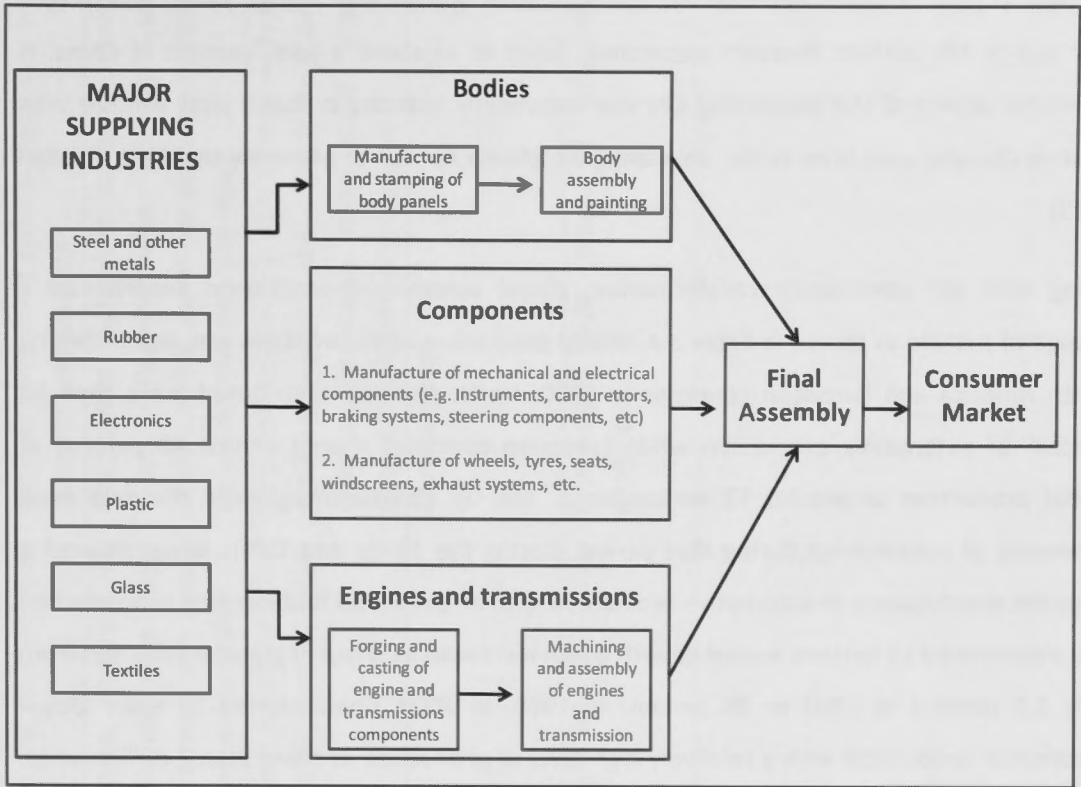 MAJOR
SUPPLYING
INDUSTRIES
Steel and other
metals
Rubber
Electronics
Plastic
Glass
Textiles
Bodies
Manufacture
and stamping of
body panels
Body
assembly
and painting
Components
1. Manufacture of mechanical and electrical
components (e.g. Instruments, carburettors,
braking systems, steering components, etc)
2. Manufacture of wheels, tyres, seats,
windscreens, exhaust systems, etc.
Engines and transmissions
Forging and
casting of
engine and
transmissions
components
Machining
and assembly
of engines
and
transmission
Final
Assembly
Consumer
Market